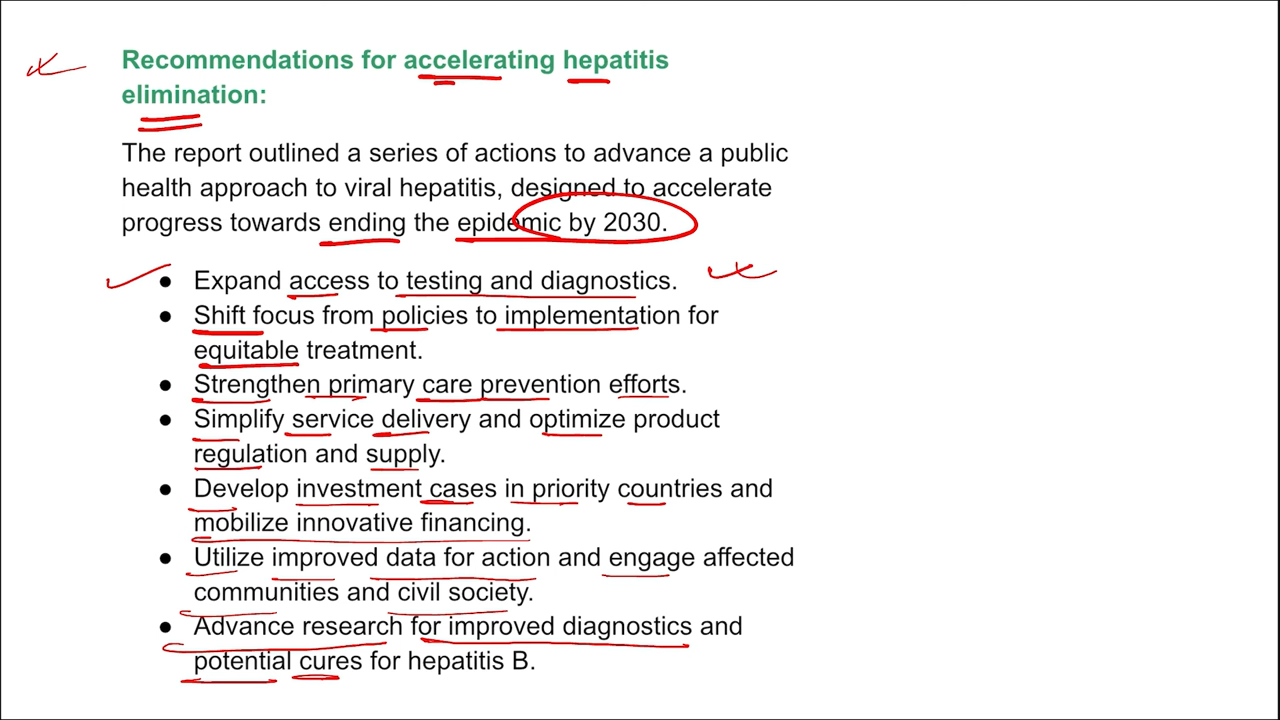 Recommendations for accelerating hepatitis
elimination:
The report outlined a series of actions to advance a public
health approach to viral hepatitis, designed to accelerate
progress towards ending the epidemic by 2030.
● Expand access to testing and diagnostics.
● Shift focus from policies to implementation for
equitable treatment.
● Strengthen primary care prevention efforts.
● Simplify service delivery and optimize product
regulation and supply.
● Develop investment cases in priority countries and
mobilize innovative financing.
● Utilize improved data for action and engage affected
communities and civil society.
● Advance research for improved diagnostics and
potential cures for hepatitis B.